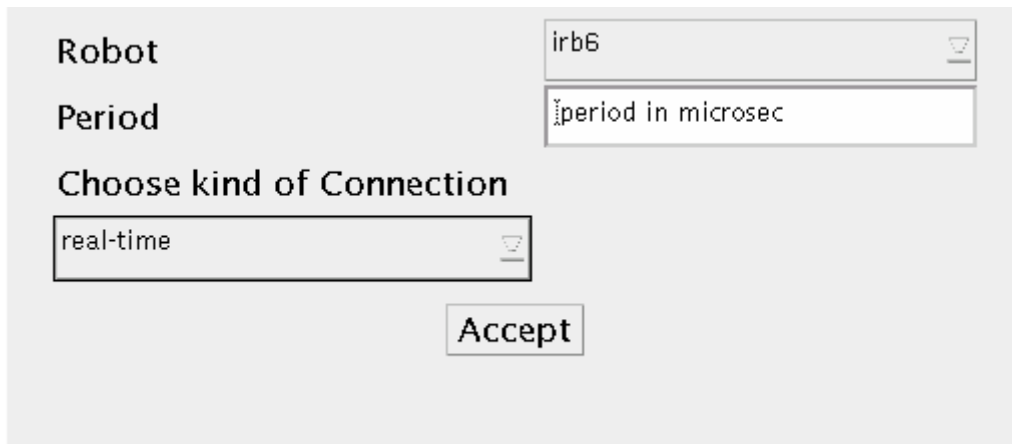 Robot
irb6
Period
period in microsec
Choose kind of Connection
real-time
Accept